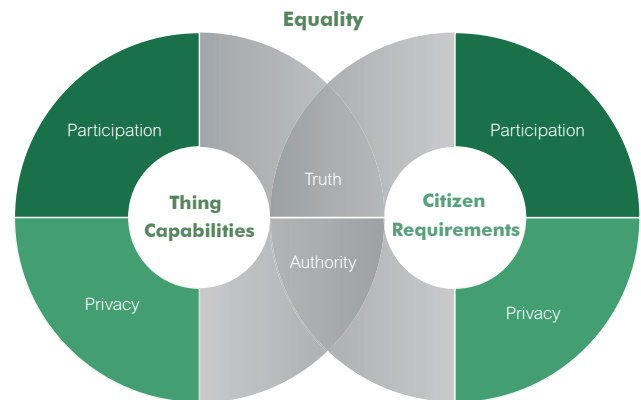 Equality
Participation
Participation
Truth
Thing
Capabilities
Citizen
Requirements
Authority
Privacy
Privacy